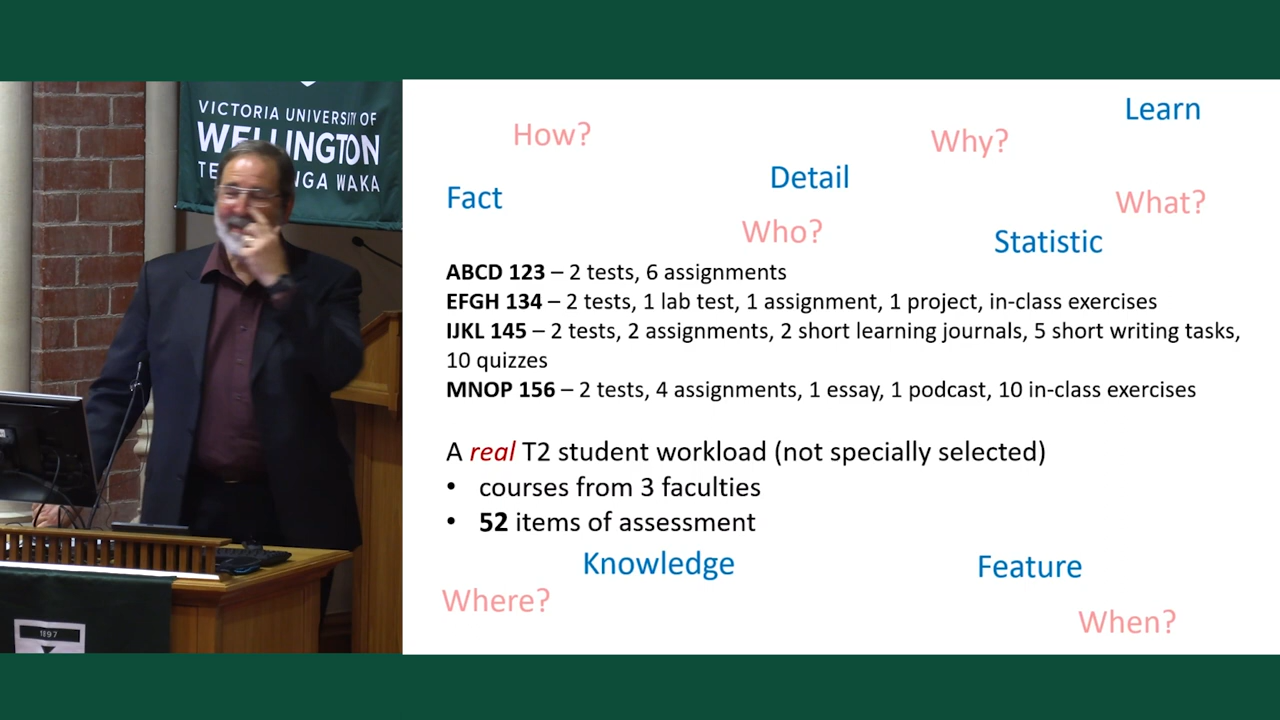 VICTORIA UNIVERSITY OF
WELLINGTON
1897
Learn
How?
Why?
Detail
Fact
What?
Who?
Statistic
ABCD 123 – 2 tests, 6 assignments
EFGH 134 – 2 tests, 1 lab test, 1 assignment, 1 project, in-class exercises
IJKL 145 – 2 tests, 2 assignments, 2 short learning journals, 5 short writing tasks,
10 quizzes
MNOP 156 – 2 tests, 4 assignments, 1 essay, 1 podcast, 10 in-class exercises
A real T2 student workload (not specially selected)
• courses from 3 faculties
• 52 items of assessment
Knowledge
Feature
Where?
When?